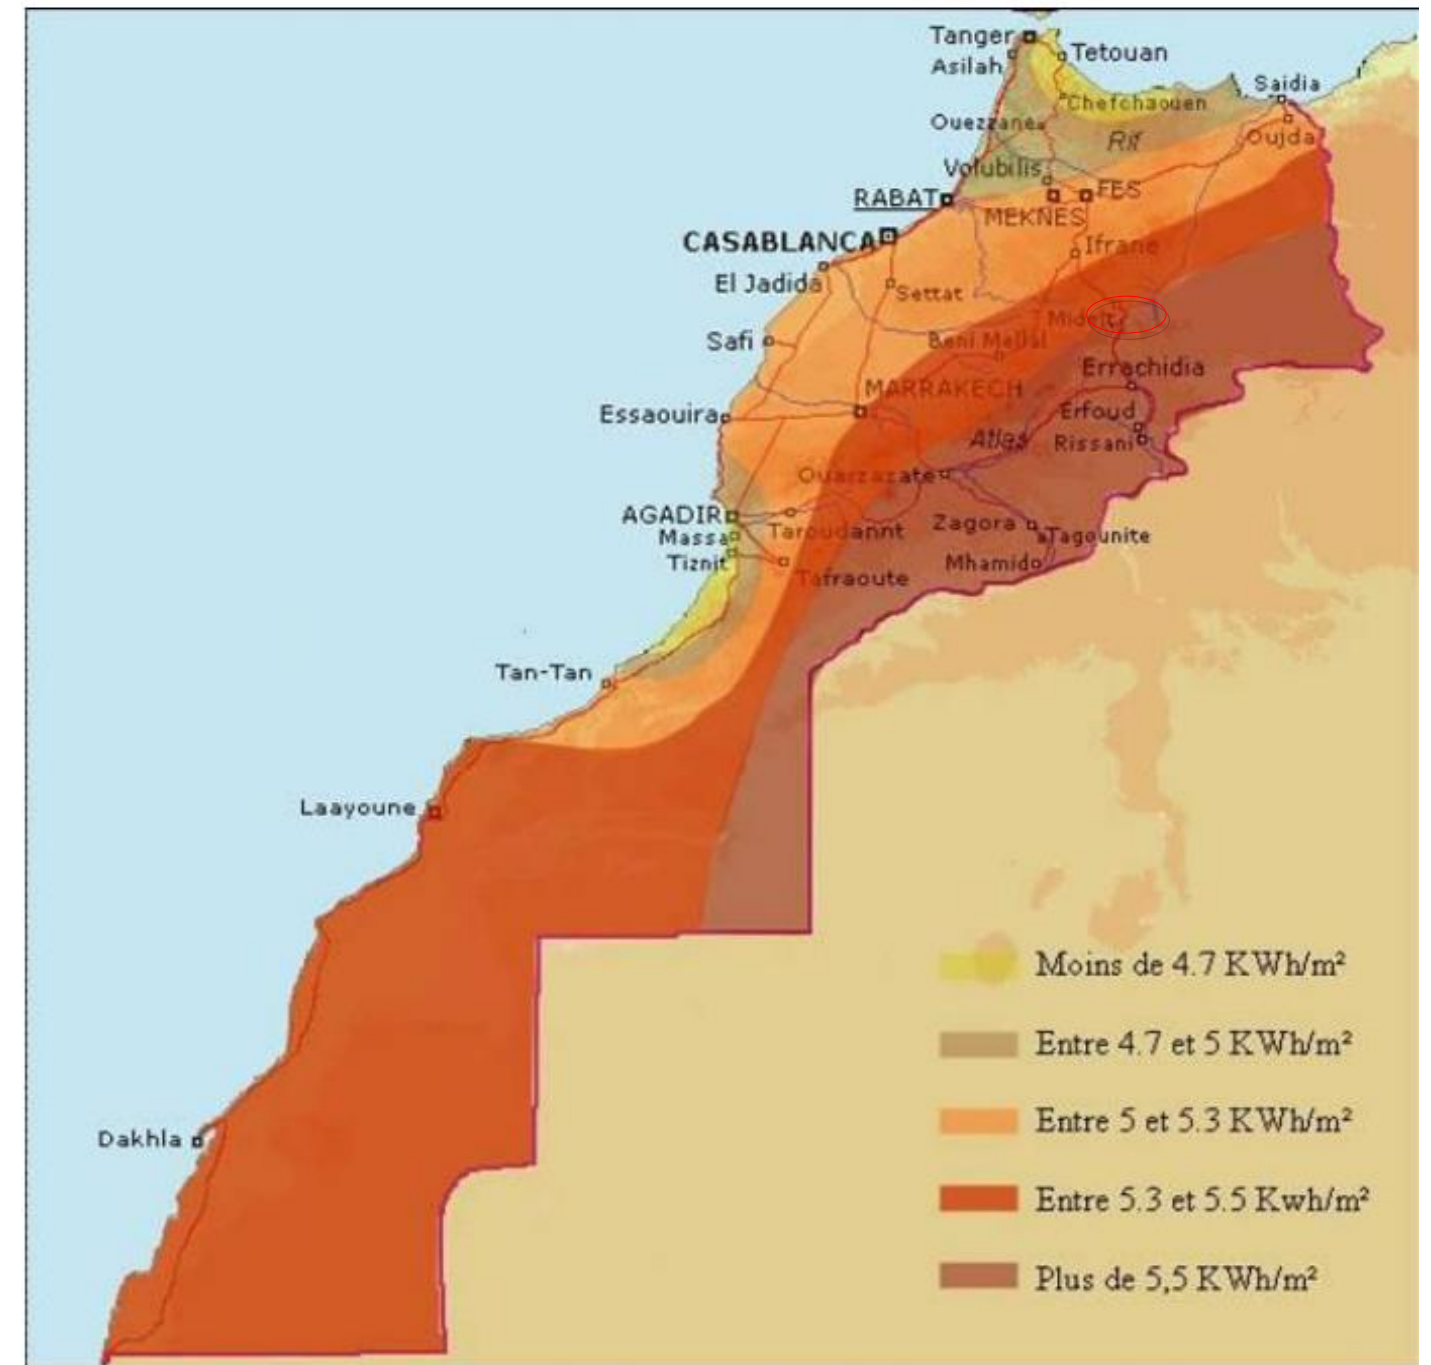 Tanger
Tetouan
Asilah
Saidia
Chefchaouen
Ouezzane
Rif
Oujda
Volubilis
RABAT
FES
MEKNES
CASABLANCA
Ifrane
El Jadida
Settat
Midelt
Safi
Beni Mellal
Errachidia
MARRAKECH
Essaouira
Erfoud
Atlas
Rissani
Ouarzazate
AGADIR
Taroudannt
Zagora
Tagounite
Massa
Tiznit
Mhamid
Tafraoute
Tan-Tan
Laayoune
Moins de 4.7 KWh/m²
Entre 4.7 et 5 KWh/m²
Entre 5 et 5.3 KWh/m²
Dakhla
Entre 5.3 et 5.5 Kwh/m²
Plus de 5,5 KWh/m²